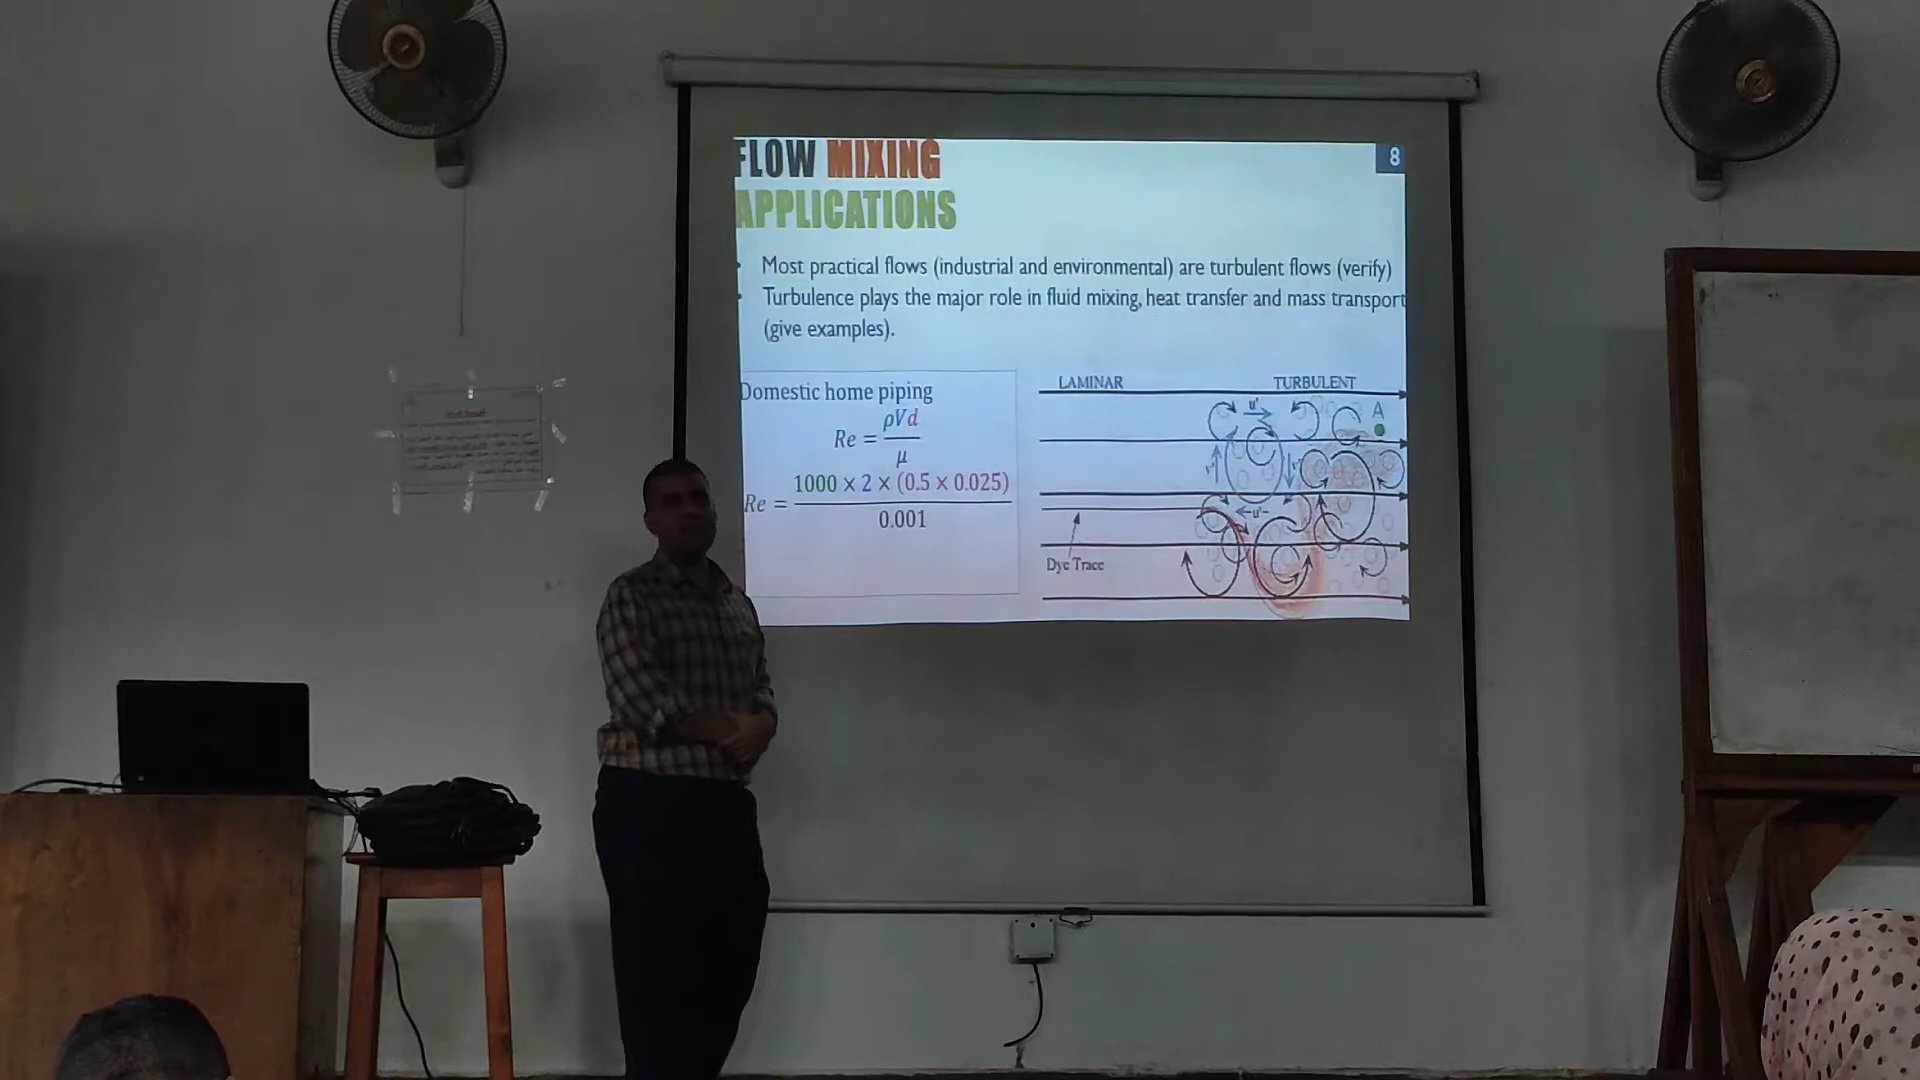 FLOW MIXING
8
APPLICATIONS
Most practical flows (industrial and environmental) are turbulent flows (verify)
Turbulence plays the major role in fluid mixing, heat transfer and mass transport
(give examples).
Domestic home piping
Re = ρVd / μ
Re = 1000 × 2 × (0.5 × 0.025) / 0.001
LAMINAR TURBULENT
u'
A
u'
Dye Trace